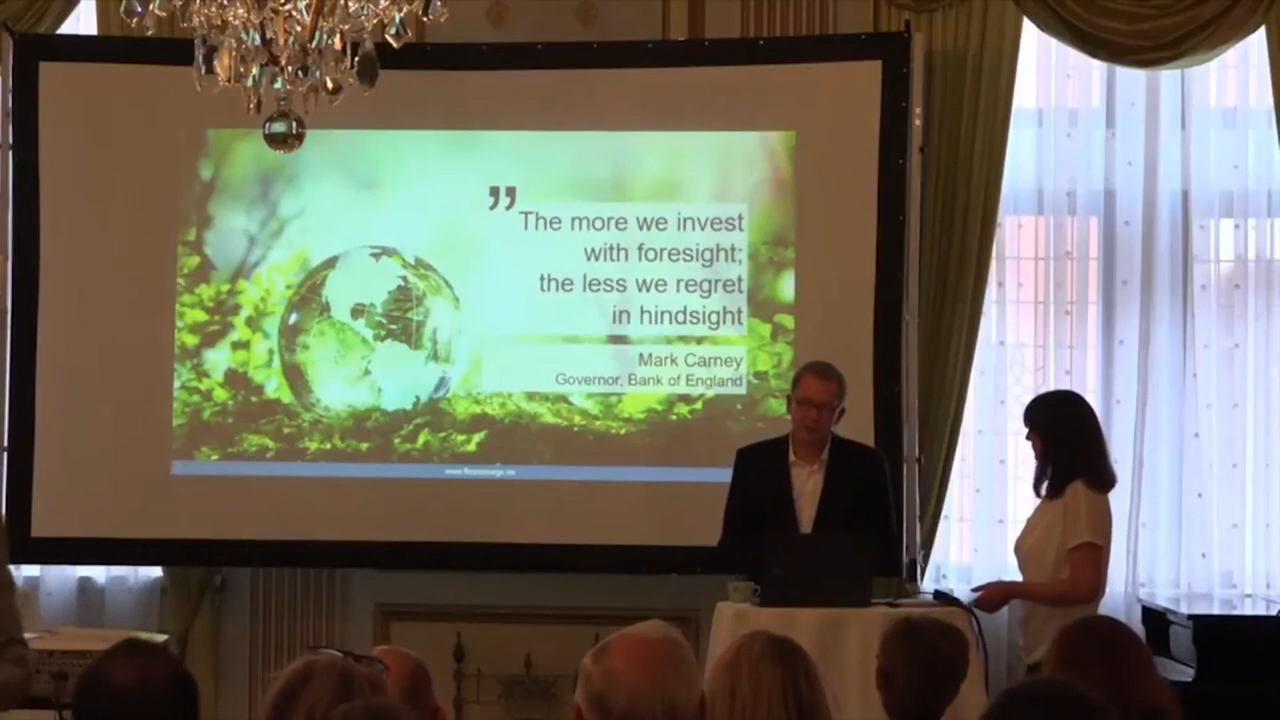 ”
The more we invest
with foresight;
the less we regret
in hindsight
Mark Carney
Governor, Bank of England